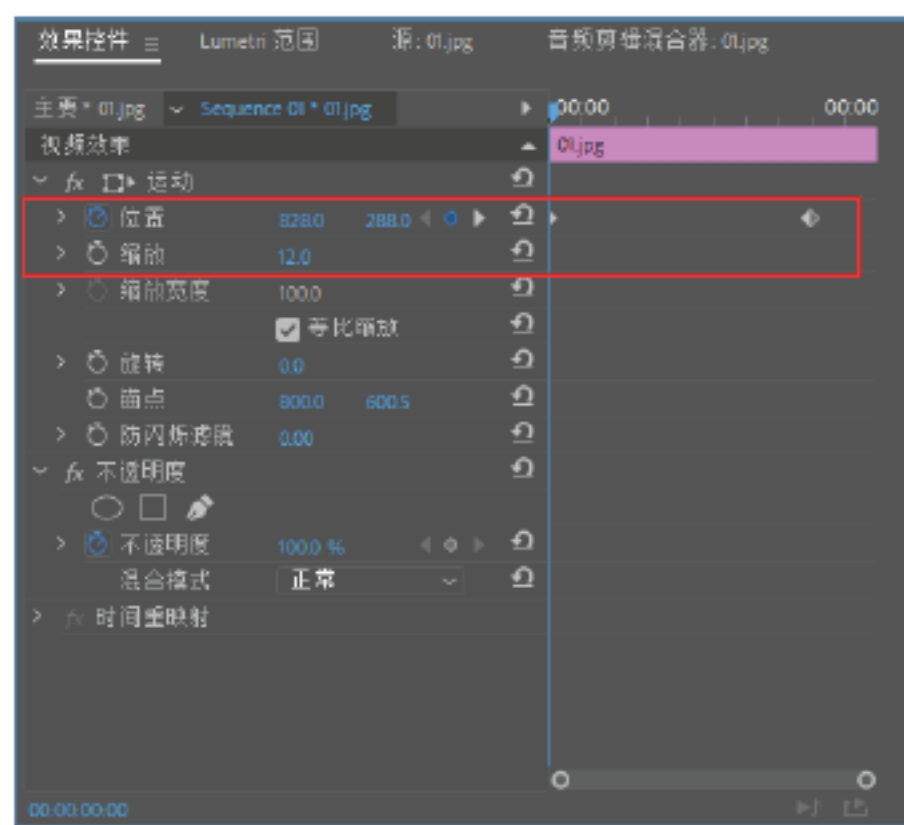 效果控件 Lumetri 范围 源: 01.jpg 音频剪辑混合器: 01.jpg
主要 * 01.jpg Sequence 01 * 01.jpg 00:00 00:00
视频效果 01.jpg
fx 运动
位置 828.0 288.0
缩放 12.0
缩放宽度 100.0
等比缩放
旋转 0.0
锚点 800.0 600.5
防闪烁滤镜 0.00
fx 不透明度
不透明度 100.0 %
混合模式 正常
fx 时间重映射
00:00:00:00